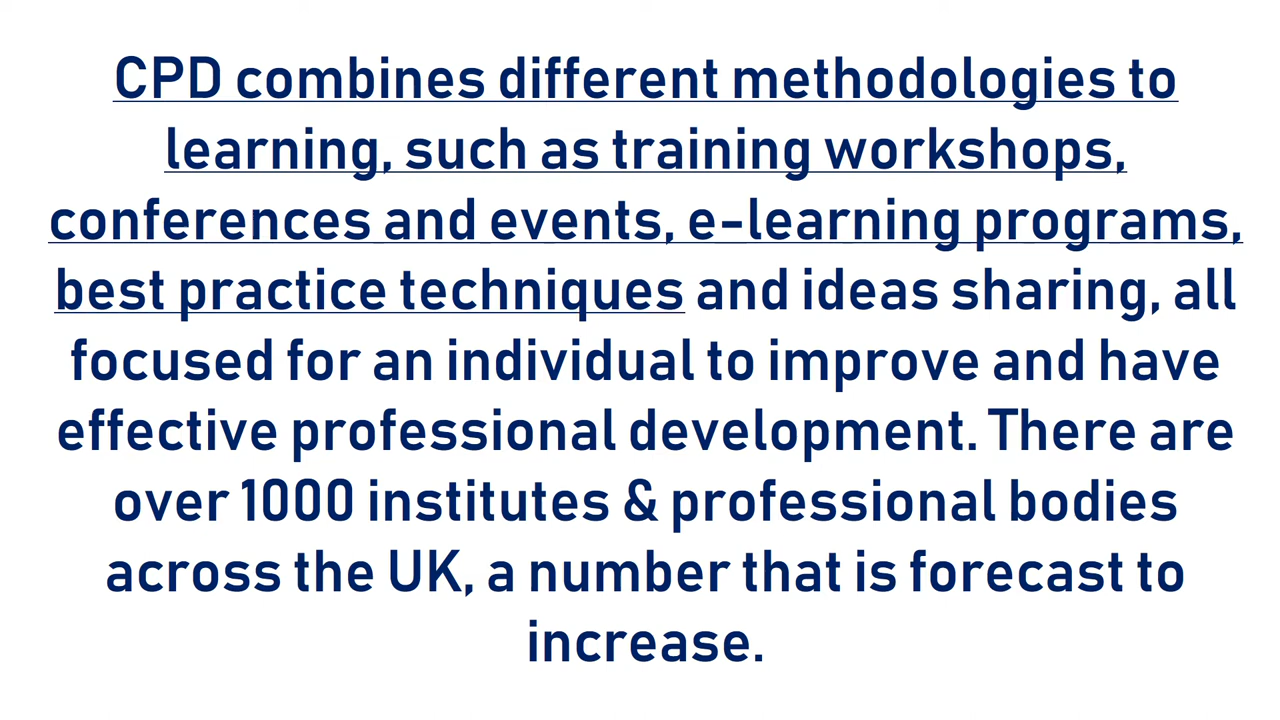 CPD combines different methodologies to
learning, such as training workshops,
conferences and events, e-learning programs,
best practice techniques and ideas sharing, all
focused for an individual to improve and have
effective professional development. There are
over 1000 institutes & professional bodies
across the UK, a number that is forecast to
increase.